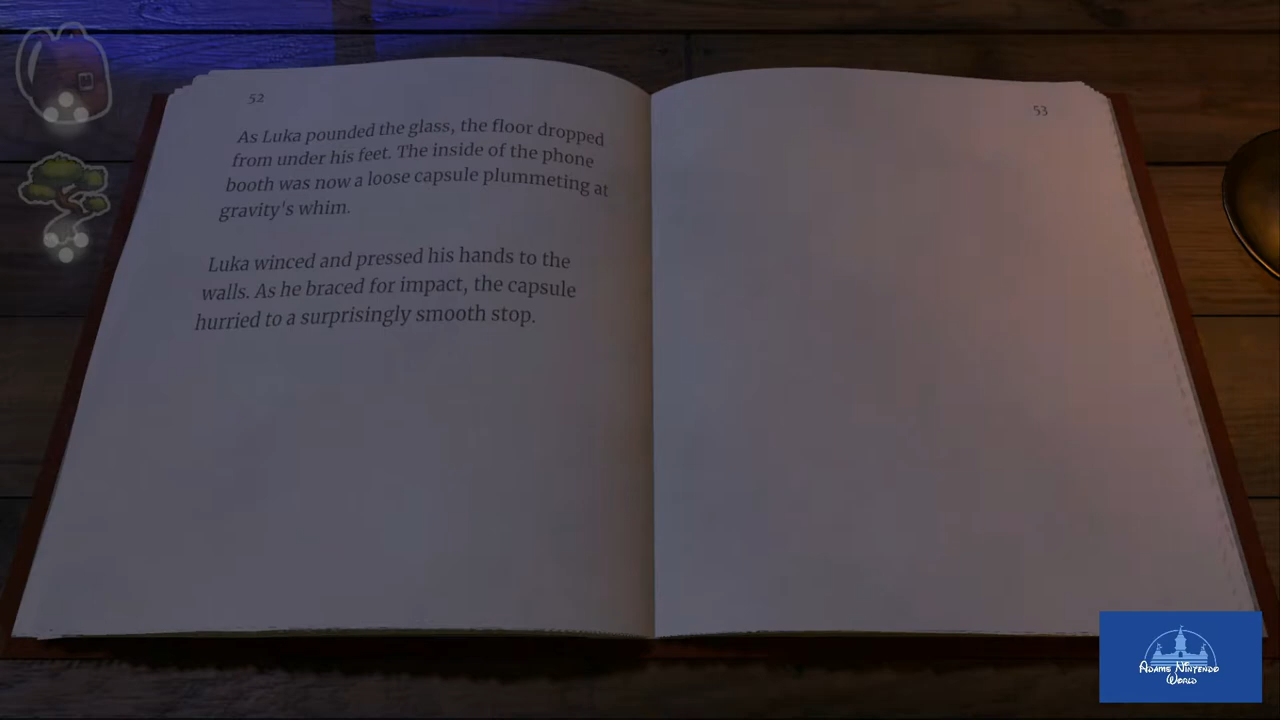 52
As Luka pounded the glass, the floor dropped
from under his feet. The inside of the phone
booth was now a loose capsule plummeting at
gravity's whim.
Luka winced and pressed his hands to the
walls. As he braced for impact, the capsule
hurried to a surprisingly smooth stop.
53
Adams Nintendo
World